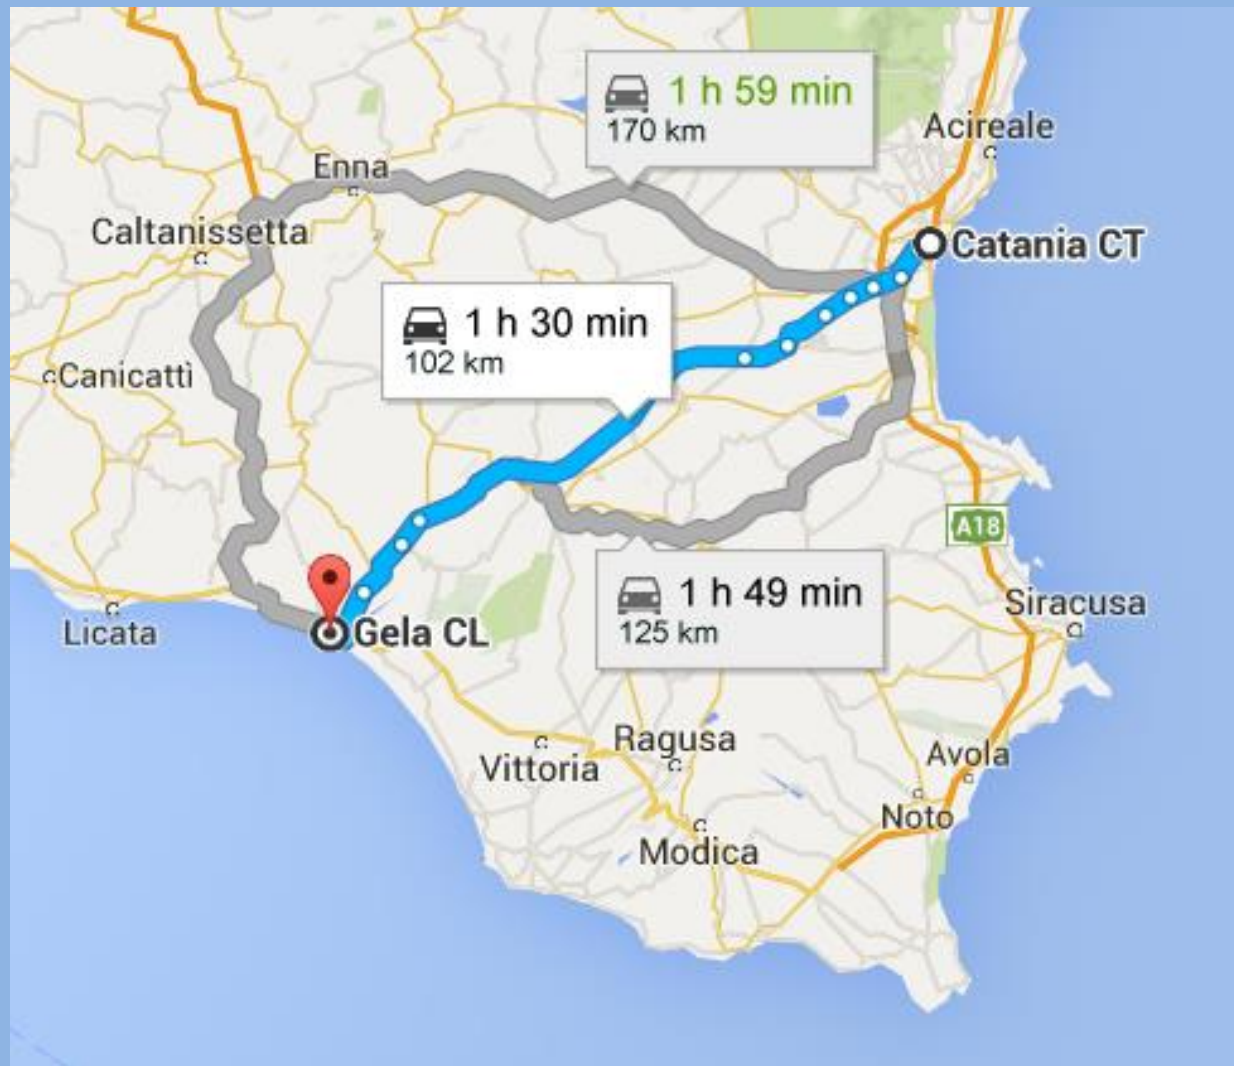 1 h 59 min
170 km
Acireale
Enna
Caltanissetta
Catania CT
1 h 30 min
102 km
Canicattì
A18
1 h 49 min
125 km
Siracusa
Licata
Gela CL
Ragusa
Vittoria
Avola
Noto
Modica